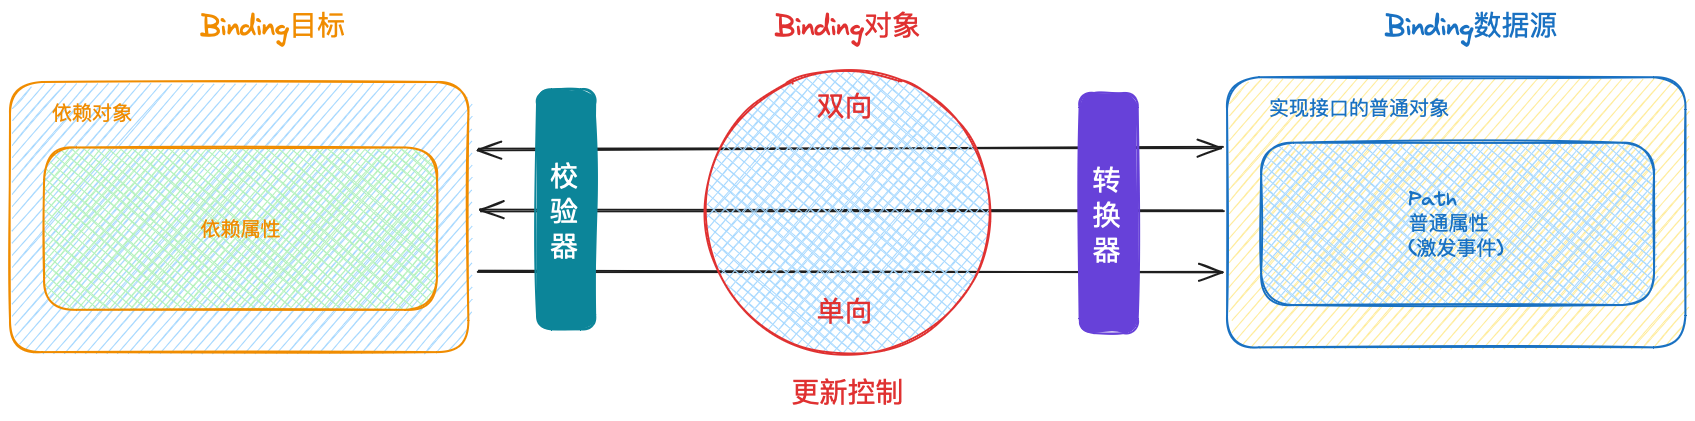 Binding目标
Binding对象
Binding数据源
依赖对象
依赖属性
校
验
器
双向
单向
更新控制
转
换
器
实现接口的普通对象
Path
普通属性
(激发事件)